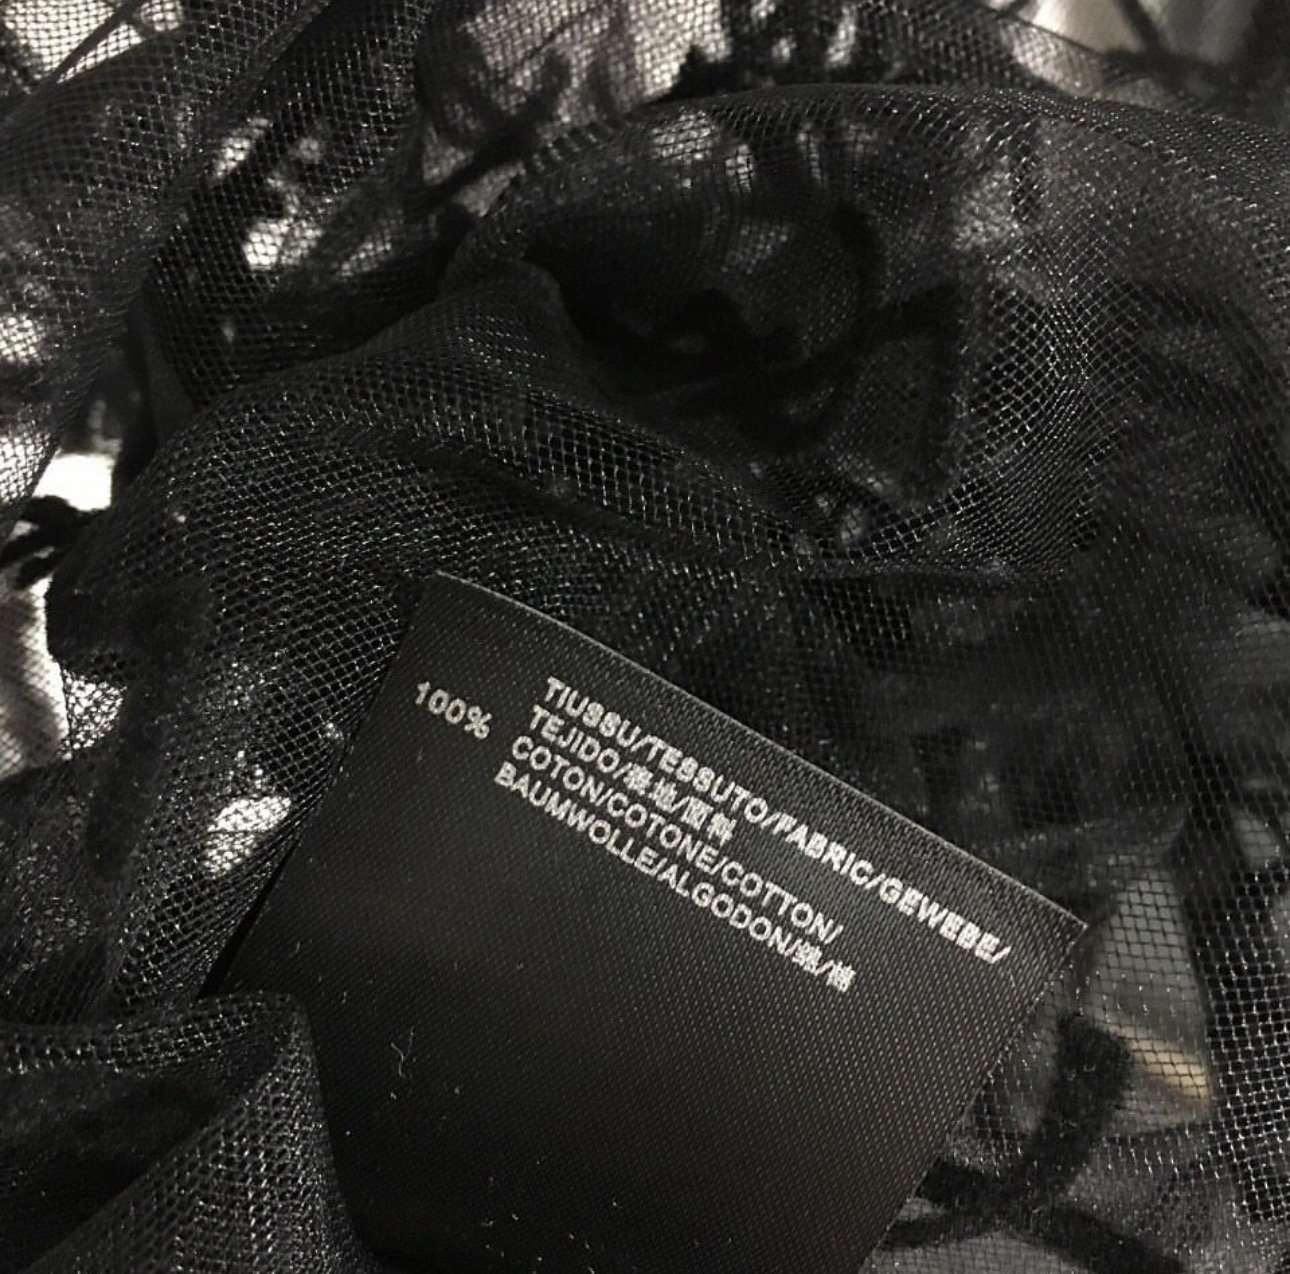 TIUSSU/TESSUTO/FABRIC/GEWEBE/
TEJIDO/
100% COTON/COTONE/COTTON/
BAUMWOLLE/ALGODON/